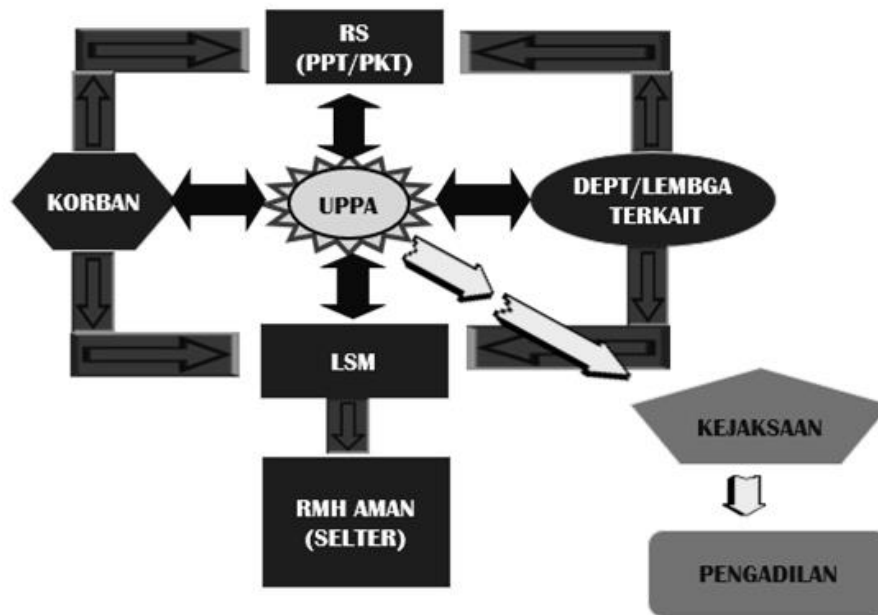 RS
(PPT/PKT)
KORBAN
UPPA
DEPT/LEMBGA
TERKAIT
LSM
KEJAKSAAN
RMH AMAN
(SELTER)
PENGADILAN